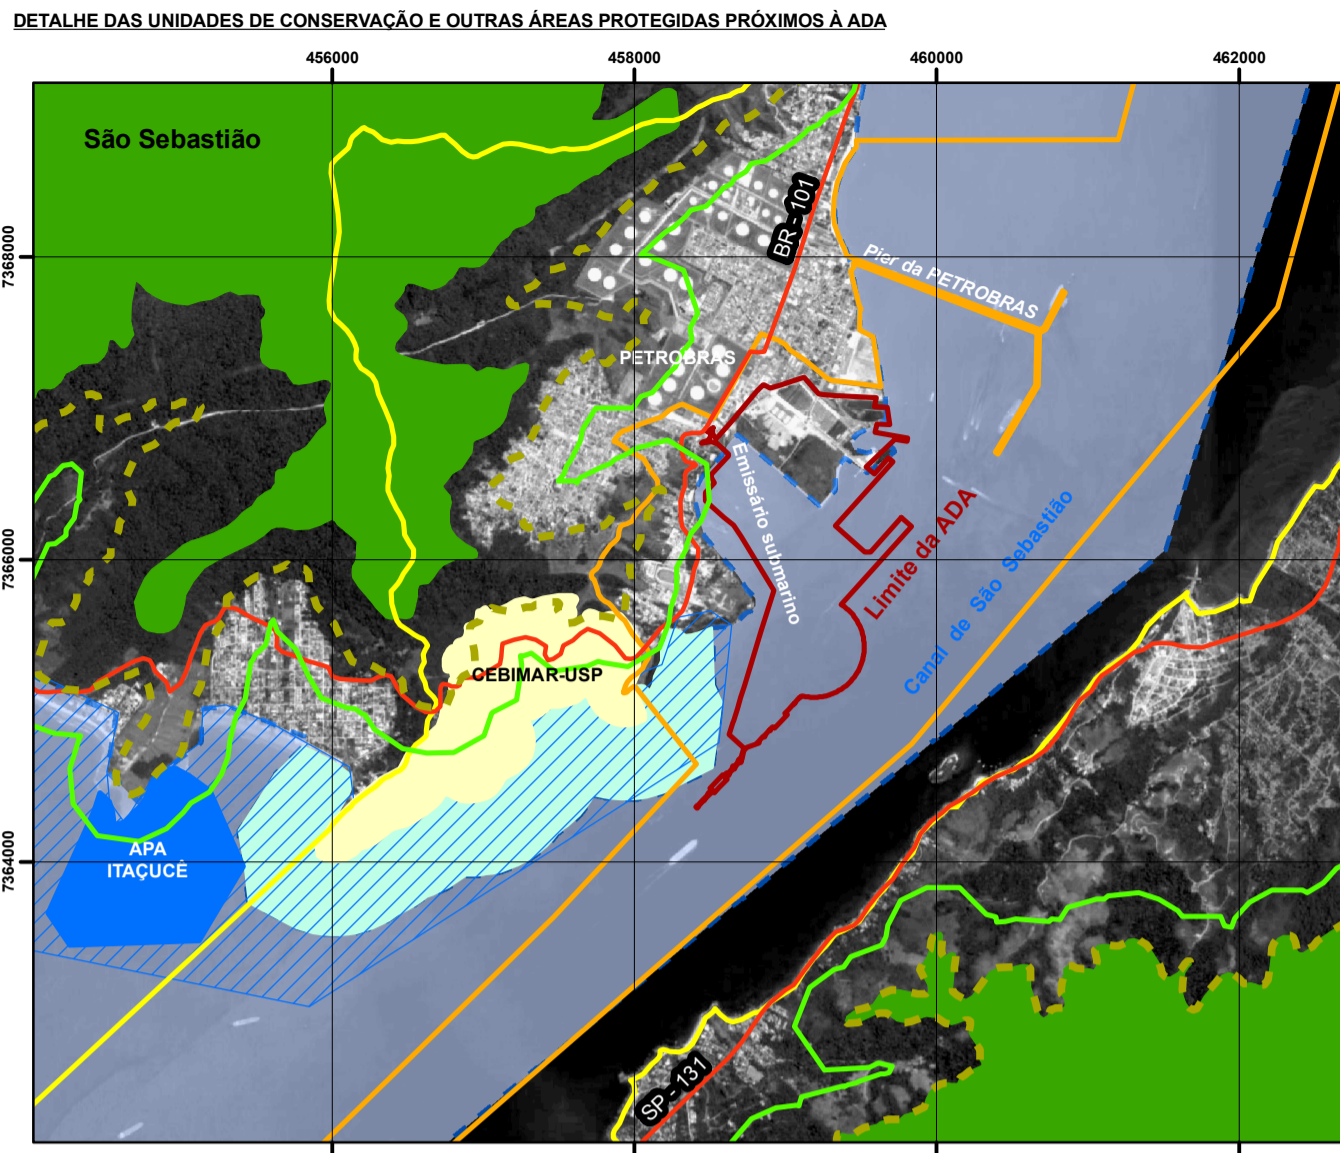 DETALHE DAS UNIDADES DE CONSERVAÇÃO E OUTRAS ÁREAS PROTEGIDAS PRÓXIMOS À ADA
456000
458000
460000
462000
São Sebastião
BR - 101
7368000
Pier da PETROBRAS
PETROBRAS
Emissário submarino
Limite da ADA
7366000
Canal de São Sebastião
CEBIMAR-USP
7364000
APA
ITAÇUCÊ
SP - 131